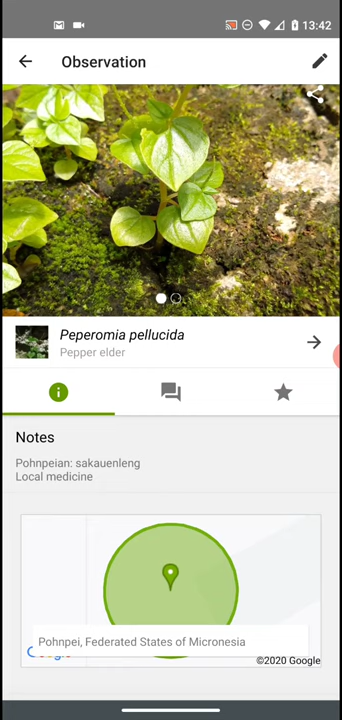 13:42
Observation
Peperomia pellucida
Pepper elder
Notes
Pohnpeian: sakauenleng
Local medicine
Pohnpei, Federated States of Micronesia
Google
©2020 Google